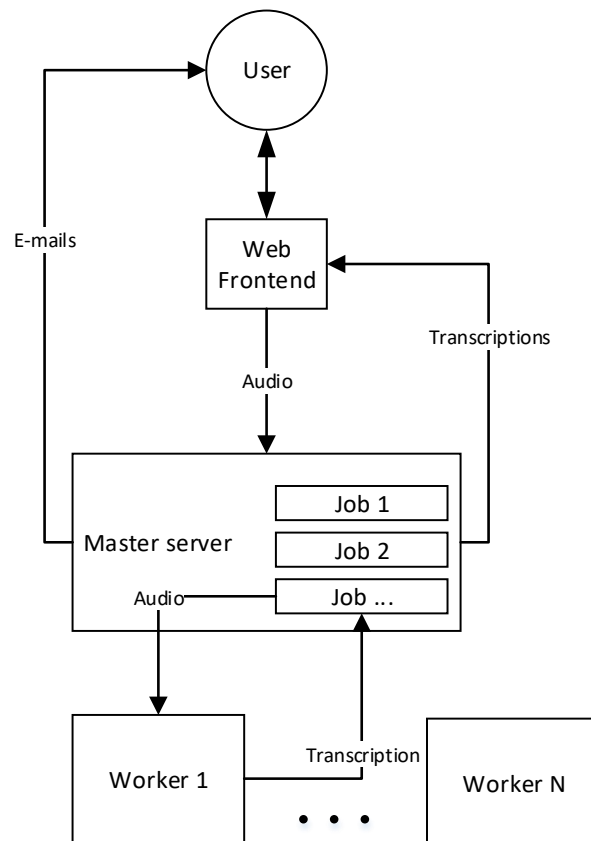 User
E-mails
Web
Frontend
Transcriptions
Audio
Job 1
Master server
Job 2
Audio
Job ...
Transcription
Worker 1
Worker N